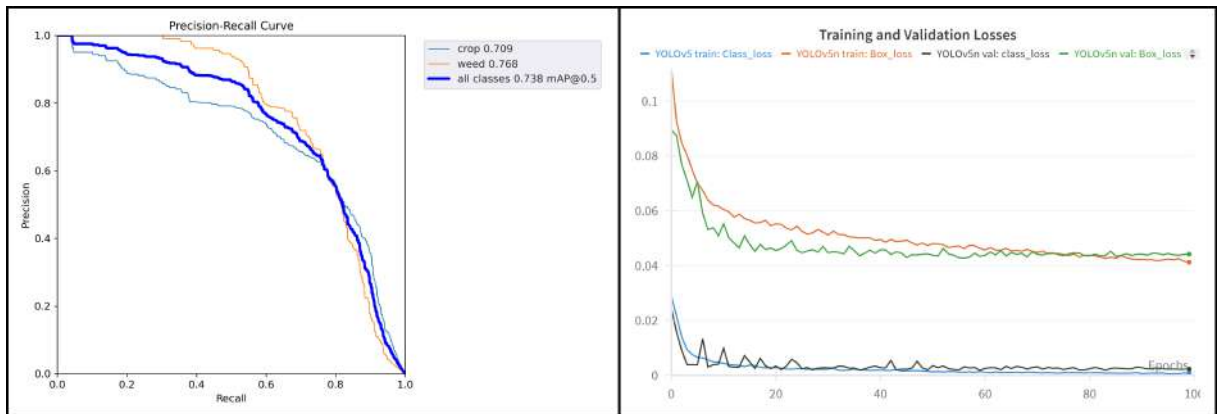 Precision-Recall Curve
crop 0.709
weed 0.768
all classes 0.738 mAP@0.5
Precision
1.0
0.8
0.6
0.4
0.2
0.0
0.0 0.2 0.4 0.6 0.8 1.0
Recall
Training and Validation Losses
YOLOv5 train: Class_loss YOLOv5n train: Box_loss YOLOv5n val: class_loss YOLOv5n val: Box_loss
0.1
0.08
0.06
0.04
0.02
0
Epochs
0 20 40 60 80 100